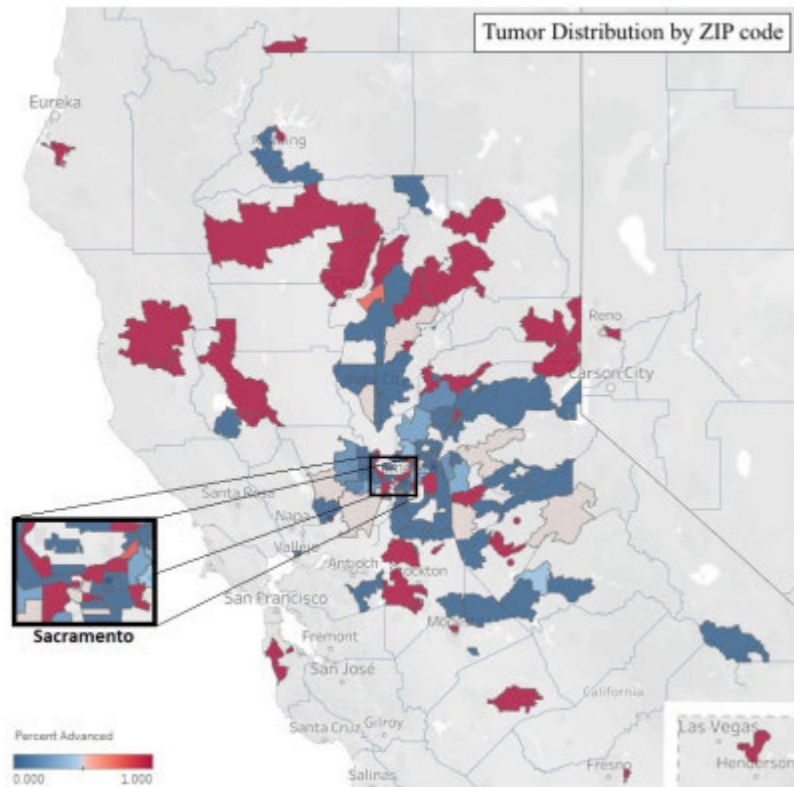 Tumor Distribution by ZIP code
Eureka
Reno
Carson City
Santa Rosa
Napa
Vallejo
Antioch
Stockton
San Francisco
Sacramento
Fremont
San José
California
Santa Cruz
Gilroy
Salinas
Fresno
Las Vegas
Henderson
Percent Advanced
0.000 1.000